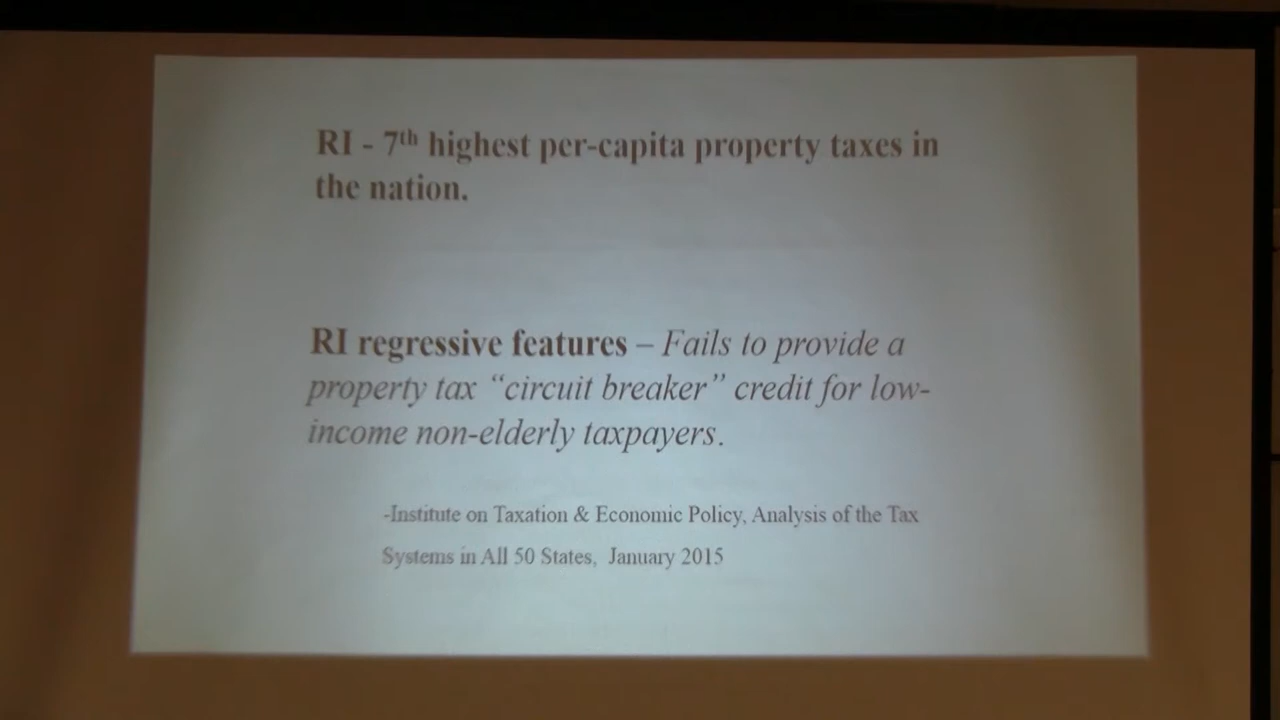 RI - 7th highest per-capita property taxes in
the nation.
RI regressive features – Fails to provide a
property tax “circuit breaker” credit for low-
income non-elderly taxpayers.
-Institute on Taxation & Economic Policy, Analysis of the Tax
Systems in All 50 States, January 2015